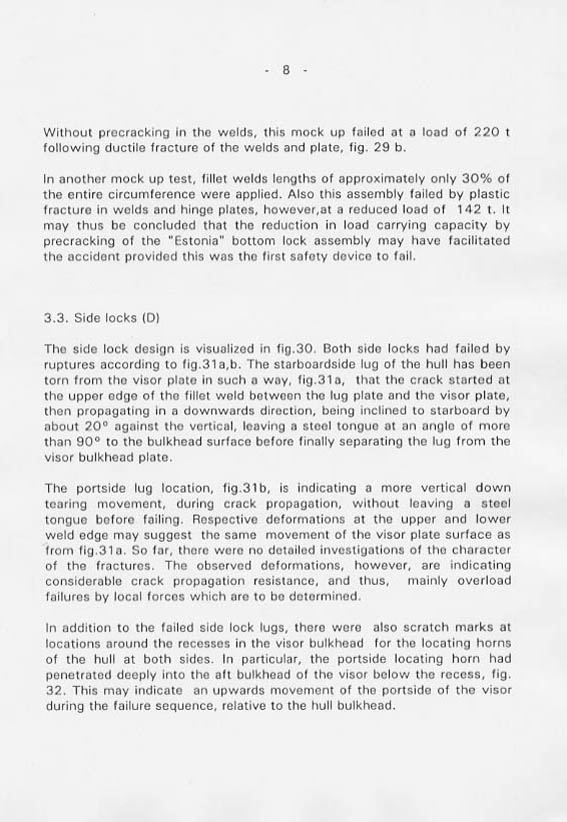 - 8 -
Without precracking in the welds, this mock up failed at a load of 220 t
following ductile fracture of the welds and plate, fig. 29 b.
In another mock up test, fillet welds lengths of approximately only 30% of
the entire circumference were applied. Also this assembly failed by plastic
fracture in welds and hinge plates, however,at a reduced load of 142 t. It
may thus be concluded that the reduction in load carrying capacity by
precracking of the "Estonia" bottom lock assembly may have facilitated
the accident provided this was the first safety device to fail.
3.3. Side locks (D)
The side lock design is visualized in fig.30. Both side locks had failed by
ruptures according to fig.31a,b. The starboardside lug of the hull has been
torn from the visor plate in such a way, fig.31a, that the crack started at
the upper edge of the fillet weld between the lug plate and the visor plate,
then propagating in a downwards direction, being inclined to starboard by
about 20° against the vertical, leaving a steel tongue at an angle of more
than 90° to the bulkhead surface before finally separating the lug from the
visor bulkhead plate.
The portside lug location, fig.31b, is indicating a more vertical down
tearing movement, during crack propagation, without leaving a steel
tongue before failing. Respective deformations at the upper and lower
weld edge may suggest the same movement of the visor plate surface as
from fig.31a. So far, there were no detailed investigations of the character
of the fractures. The observed deformations, however, are indicating
considerable crack propagation resistance, and thus, mainly overload
failures by local forces which are to be determined.
In addition to the failed side lock lugs, there were also scratch marks at
locations around the recesses in the visor bulkhead for the locating horns
of the hull at both sides. In particular, the portside locating horn had
penetrated deeply into the aft bulkhead of the visor below the recess, fig.
32. This may indicate an upwards movement of the portside of the visor
during the failure sequence, relative to the hull bulkhead.